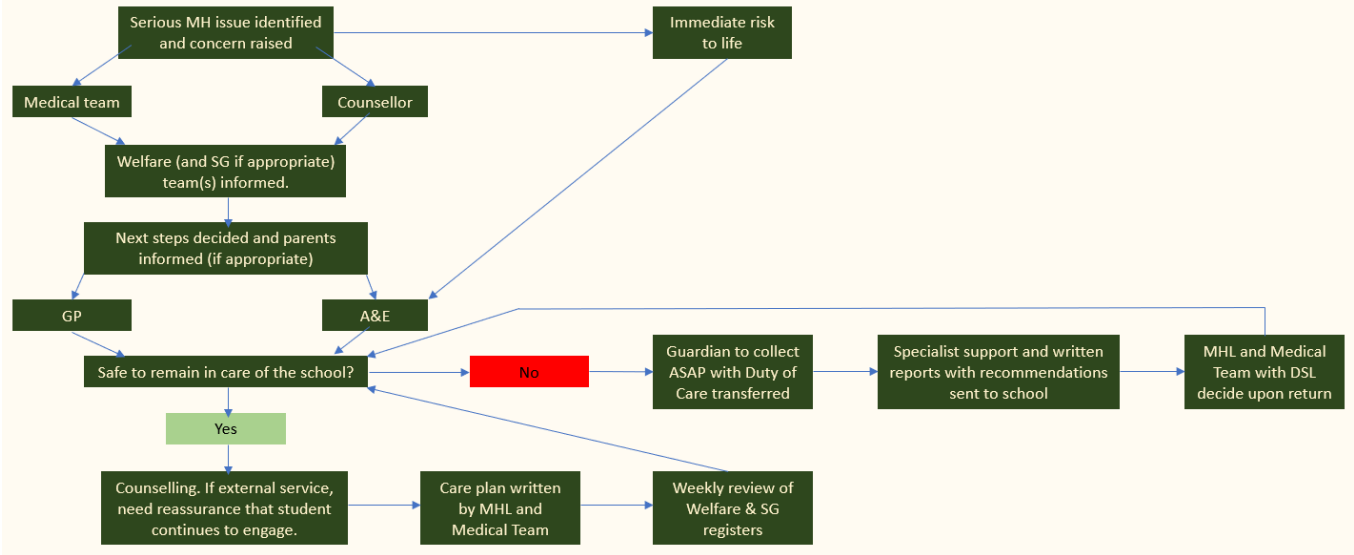 Serious MH issue identified
and concern raised
Immediate risk
to life
Medical team
Counsellor
Welfare (and SG if appropriate)
team(s) informed.
Next steps decided and parents
informed (if appropriate)
GP
A&E
Safe to remain in care of the school?
No
Guardian to collect
ASAP with Duty of
Care transferred
Specialist support and written
reports with recommendations
sent to school
MHL and Medical
Team with DSL
decide upon return
Yes
Counselling. If external service,
need reassurance that student
continues to engage.
Care plan written
by MHL and
Medical Team
Weekly review of
Welfare & SG
registers